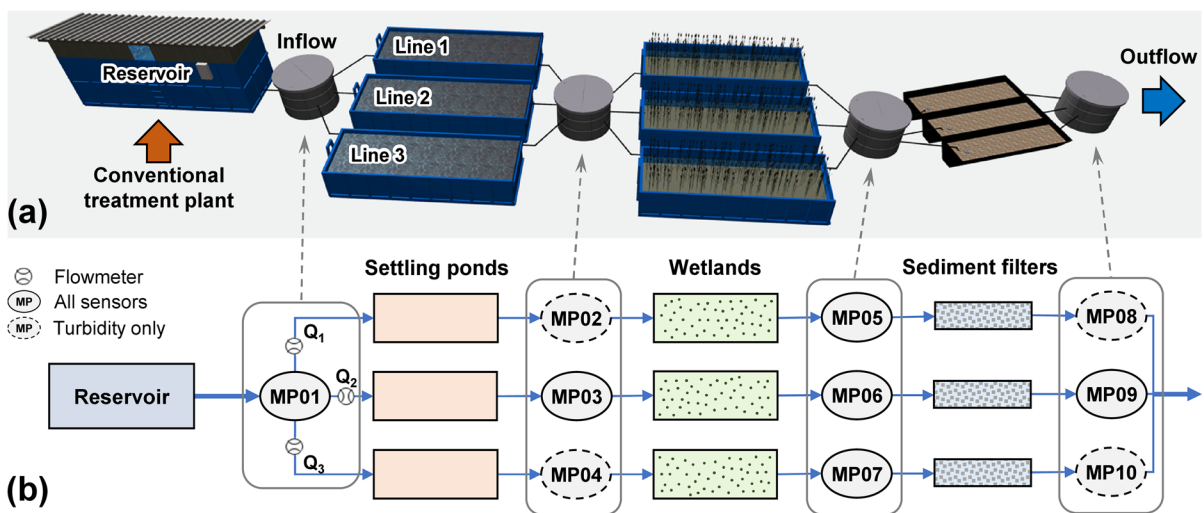 Inflow
Line 1
Reservoir
Line 2
Line 3
Outflow
Conventional
treatment plant
(a)
Flowmeter
MP All sensors
MP Turbidity only
Settling ponds
Wetlands
Sediment filters
Q1
MP02
MP05
MP08
Reservoir
MP01
Q2
MP03
MP06
MP09
Q3
MP04
MP07
MP10
(b)